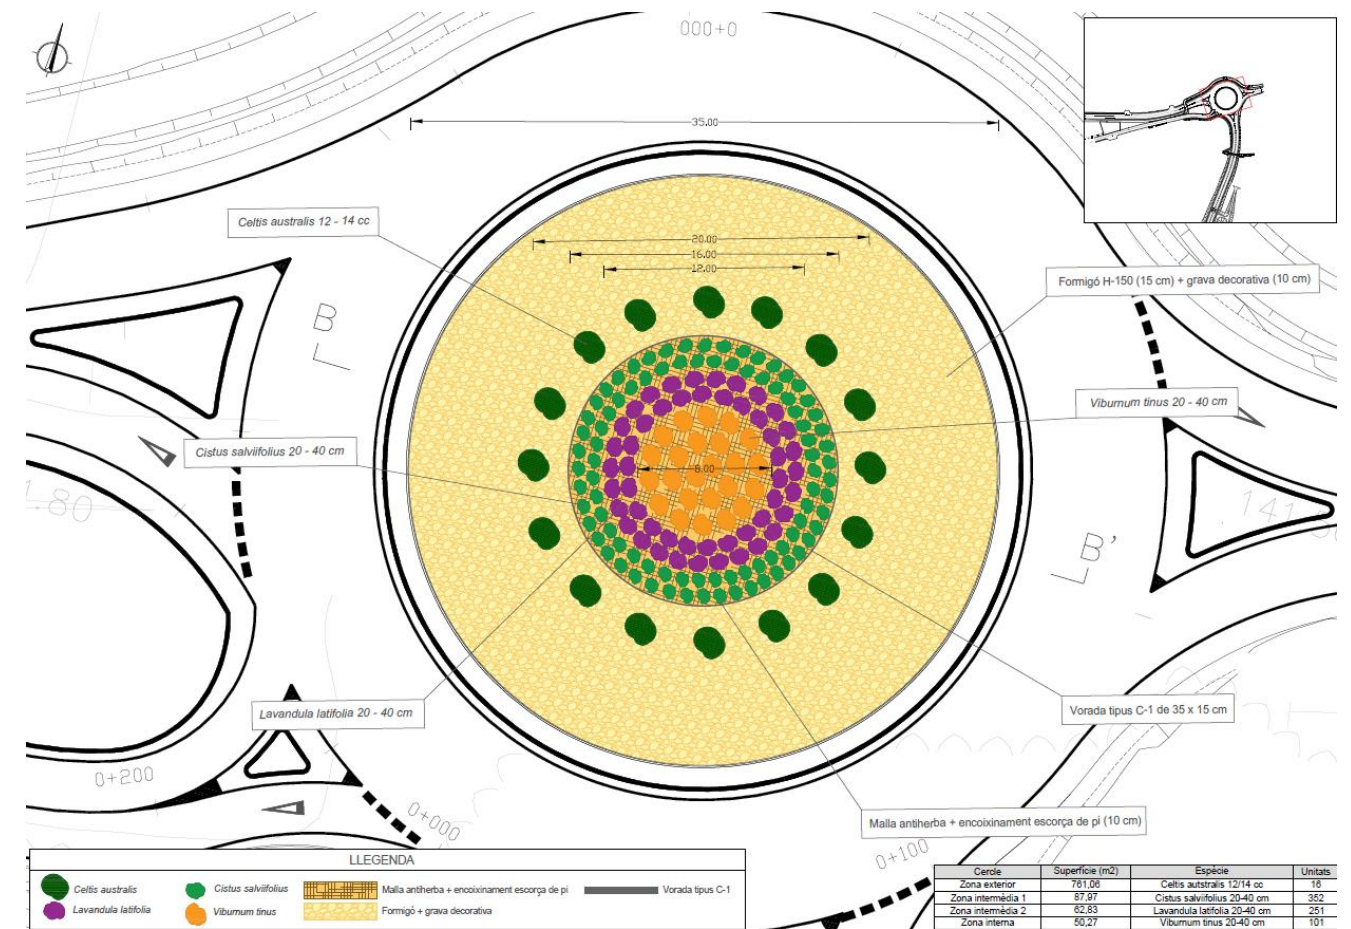 000+0
35.00
Celtis australis 12 - 14 cc
20.00
16.00
12.00
Formigó H-150 (15 cm) + grava decorativa (10 cm)
B
Viburnum tinus 20 - 40 cm
Cistus salviifolius 20 - 40 cm
8.00
1.80
141
B'
Lavandula latifolia 20 - 40 cm
Vorada tipus C-1 de 35 x 15 cm
0+200
0+000
Malla antiherba + encoixinament escorça de pi (10 cm)
0+100
LLEGENDA
Celtis australis
Cistus salviifolius
Malla antiherba + encoixinament escorça de pi
Vorada tipus C-1
Lavandula latifolia
Viburnum tinus
Formigó + grava decorativa
Cercle Superfície (m2) Espècie Unitats
Zona exterior 761,06 Celtis autstralis 12/14 cc 16
Zona intermèdia 1 87,97 Cistus salviifolius 20-40 cm 352
Zona intermèdia 2 62,83 Lavandula latifolia 20-40 cm 251
Zona interna 50,27 Viburnum tinus 20-40 cm 101